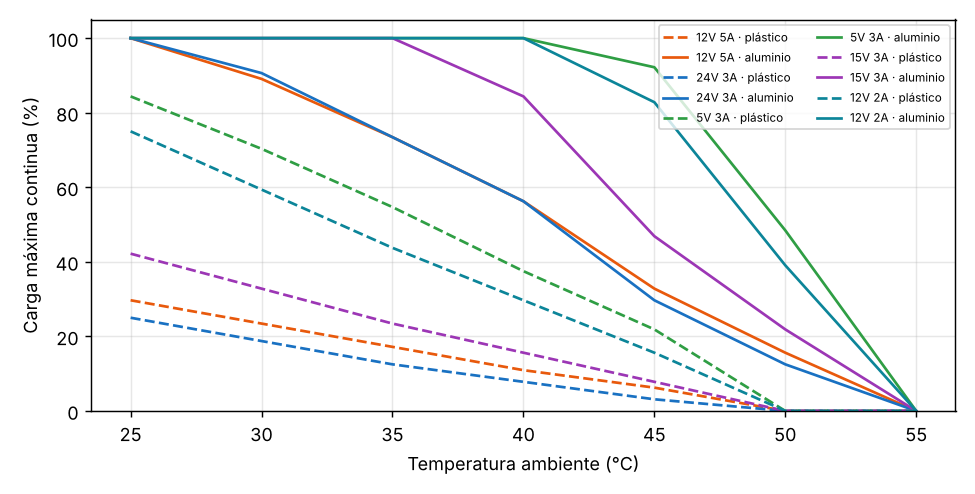 Carga máxima continua (%)
100
80
60
40
20
0
25 30 35 40 45 50 55
Temperatura ambiente (°C)
12V 5A · plástico
12V 5A · aluminio
24V 3A · plástico
24V 3A · aluminio
5V 3A · plástico
5V 3A · aluminio
15V 3A · plástico
15V 3A · aluminio
12V 2A · plástico
12V 2A · aluminio